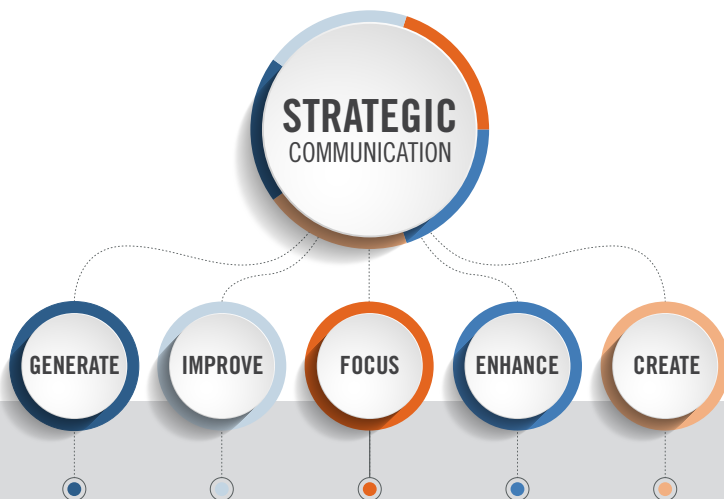 STRATEGIC
COMMUNICATION
GENERATE
IMPROVE
FOCUS
ENHANCE
CREATE